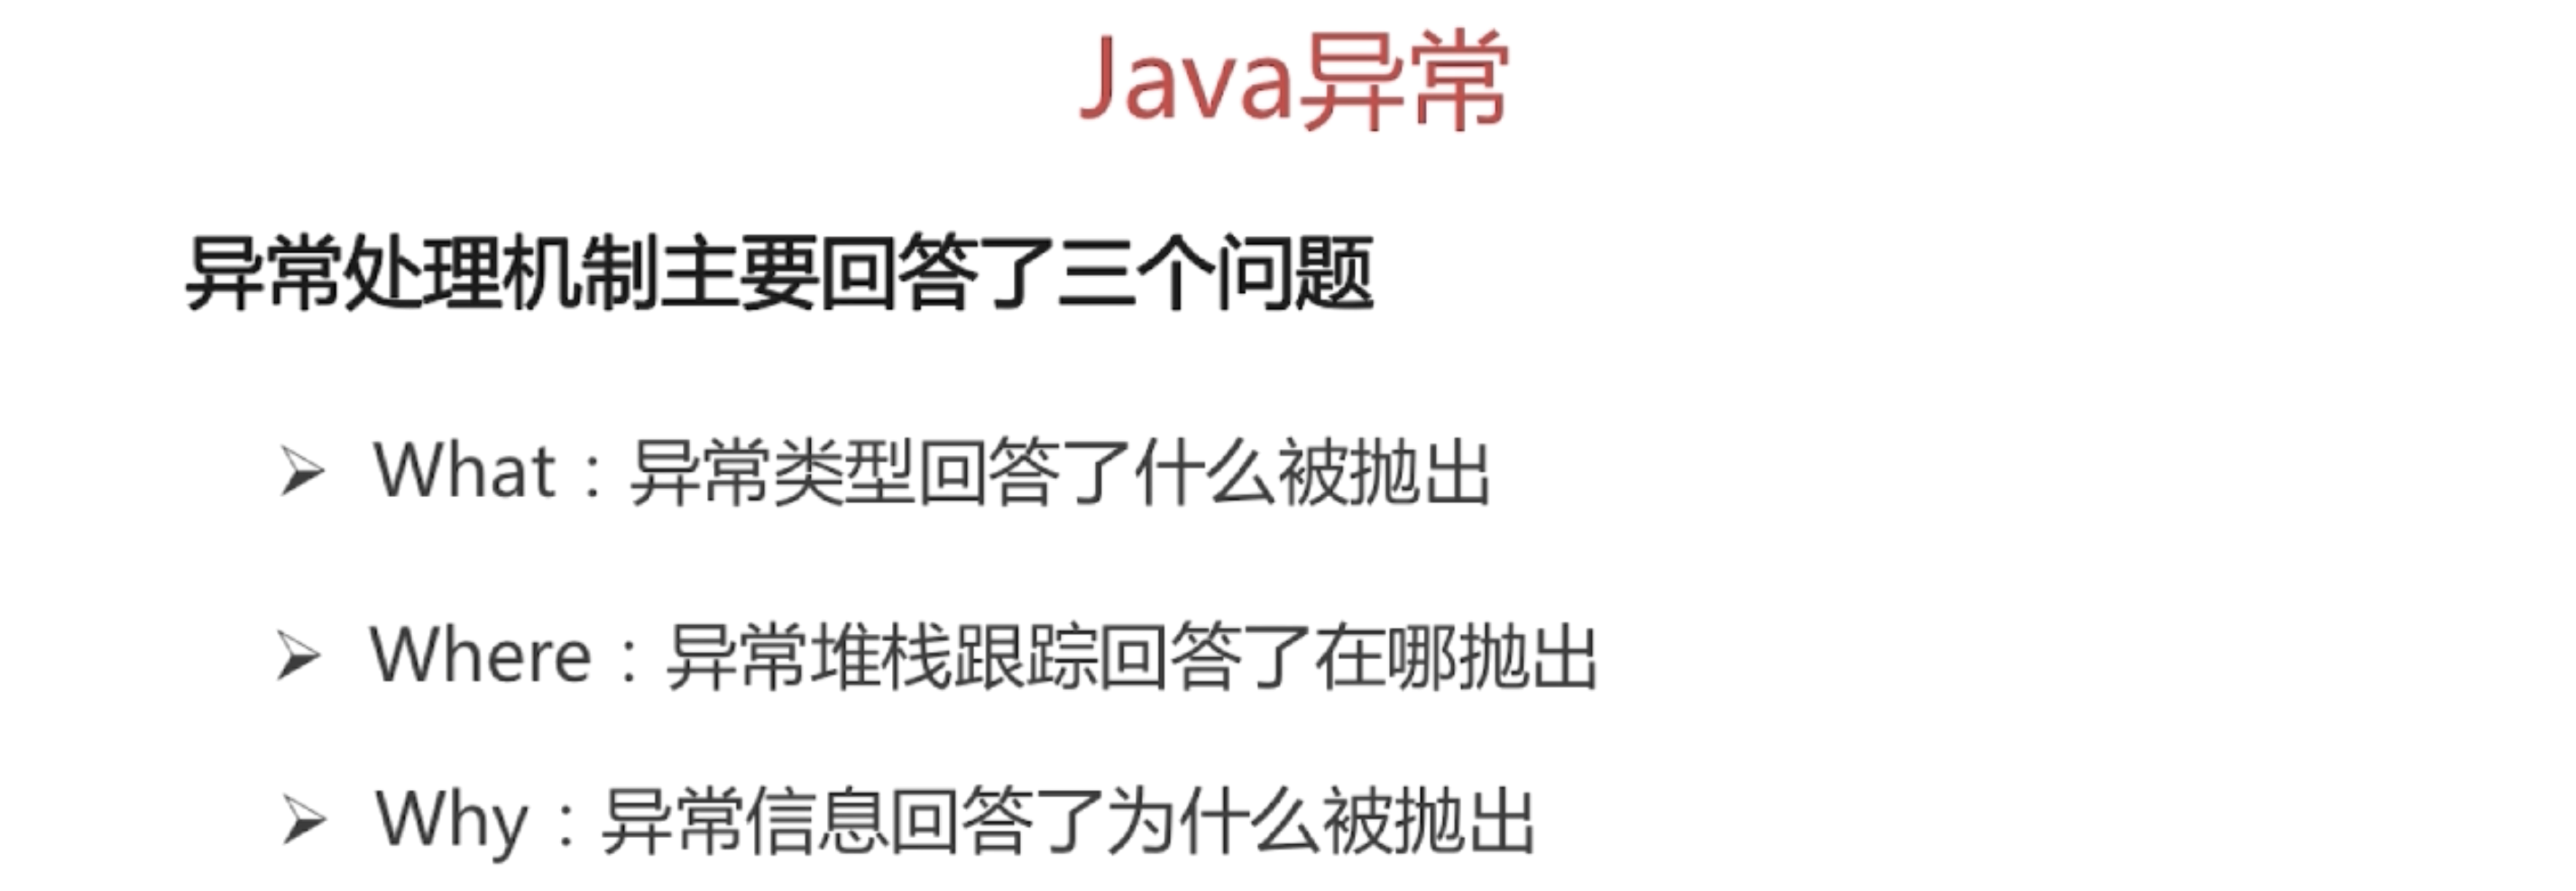 Java异常
异常处理机制主要回答了三个问题
➢ What：异常类型回答了什么被抛出
➢ Where：异常堆栈跟踪回答了在哪抛出
➢ Why：异常信息回答了为什么被抛出